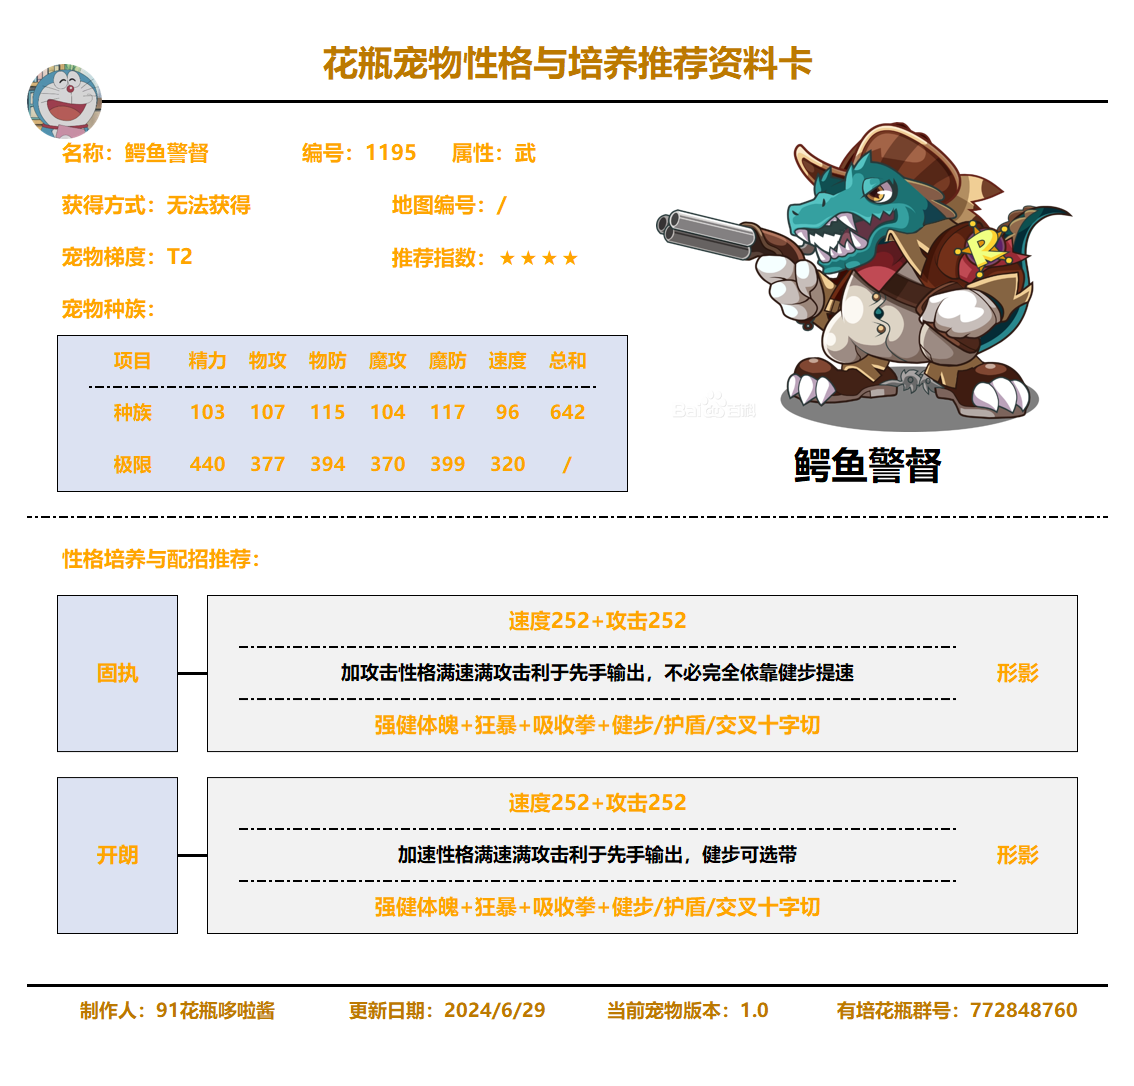 花瓶宠物性格与培养推荐资料卡
名称：鳄鱼警督 编号：1195 属性：武
获得方式：无法获得 地图编号：/
宠物梯度：T2 推荐指数：★★★★
宠物种族：
项目 精力 物攻 物防 魔攻 魔防 速度 总和
种族 103 107 115 104 117 96 642
极限 440 377 394 370 399 320 /
R
Bai百科
鳄鱼警督
性格培养与配招推荐：
速度252+攻击252
固执 加攻击性格满速满攻击利于先手输出，不必完全依靠健步提速 形影
强健体魄+狂暴+吸收拳+健步/护盾/交叉十字切
速度252+攻击252
开朗 加速性格满速满攻击利于先手输出，健步可选带 形影
强健体魄+狂暴+吸收拳+健步/护盾/交叉十字切
制作人：91花瓶哆啦酱 更新日期：2024/6/29 当前宠物版本：1.0 有培花瓶群号：772848760